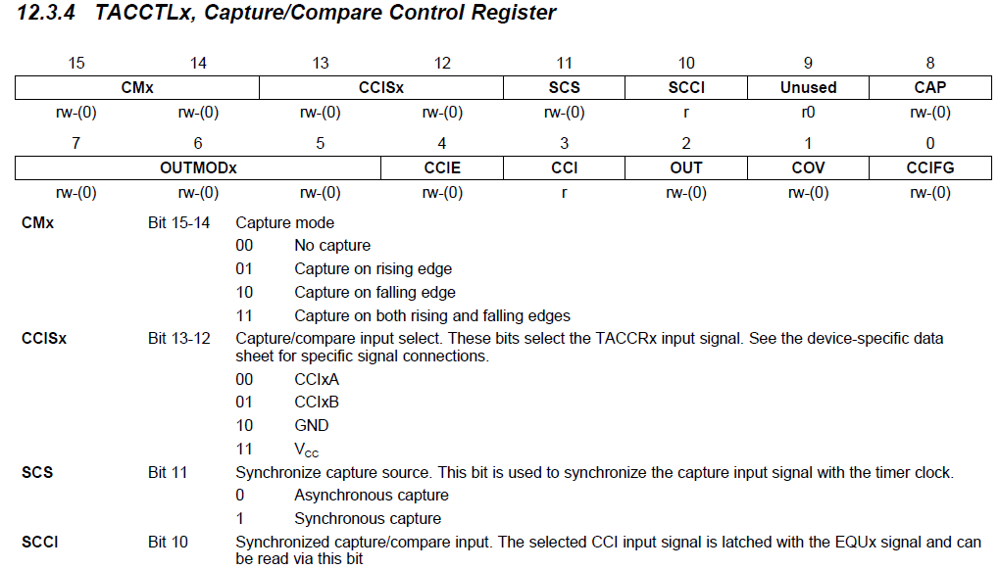 12.3.4 TACCTLx, Capture/Compare Control Register
15 14 13 12 11 10 9 8
CMx CCISx SCS SCCI Unused CAP
rw-(0) rw-(0) rw-(0) rw-(0) rw-(0) r r0 rw-(0)
7 6 5 4 3 2 1 0
OUTMODx CCIE CCI OUT COV CCIFG
rw-(0) rw-(0) rw-(0) rw-(0) r rw-(0) rw-(0) rw-(0)
CMx Bit 15-14 Capture mode
00 No capture
01 Capture on rising edge
10 Capture on falling edge
11 Capture on both rising and falling edges
CCISx Bit 13-12 Capture/compare input select. These bits select the TACCRx input signal. See the device-specific data
sheet for specific signal connections.
00 CCIxA
01 CCIxB
10 GND
11 VCC
SCS Bit 11 Synchronize capture source. This bit is used to synchronize the capture input signal with the timer clock.
0 Asynchronous capture
1 Synchronous capture
SCCI Bit 10 Synchronized capture/compare input. The selected CCI input signal is latched with the EQUx signal and can
be read via this bit